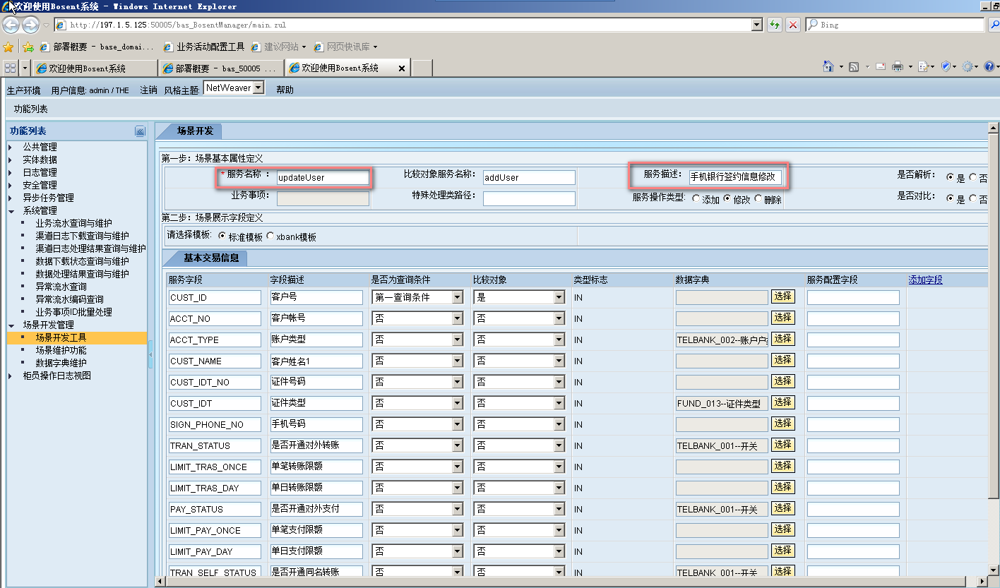 欢迎使用Bosent系统 - Windows Internet Explorer
http://197.1.5.125:50005/bas_BosentManager/main.zul
Bing
部署概要 - base_domai... 业务活动配置工具 建议网站 网页快讯库
欢迎使用Bosent系统 部署概要 - bas_50005 ... 欢迎使用Bosent系统
生产环境 用户信息: admin / THE 注销 风格主题: NetWeaver 帮助
功能列表
功能列表
公共管理
实体数据
日志管理
安全管理
异步任务管理
系统管理
业务流水查询与维护
渠道日志下载查询与维护
渠道日志处理结果查询与维护
数据下载状态查询与维护
数据处理结果查询与维护
异常流水查询
异常流水编码查询
业务事项ID批量处理
场景开发管理
场景开发工具
场景维护功能
数据字典维护
柜员操作日志视图
场景开发
第一步: 场景基本属性定义
* 服务名称 : updateUser 比较对象服务名称: addUser 服务描述: 手机银行签约信息修改 是否解析: 是 否
业务事项: 特殊处理类路径: 服务操作类型: 添加 修改 删除 是否对比: 是 否
第二步: 场景展示字段定义
请选择模板: 标准模板 xbank模板
基本交易信息
服务字段 字段描述 是否为查询条件 比较对象 类型标志 数据字典 服务配置字段 添加字段
CUST_ID 客户号 第一查询条件 是 IN 选择
ACCT_NO 客户帐号 否 否 IN 选择
ACCT_TYPE 账户类型 否 否 IN TELBANK_002--账户户 选择
CUST_NAME 客户姓名1 否 否 IN 选择
CUST_IDT_NO 证件号码 否 否 IN 选择
CUST_IDT 证件类型 否 否 IN FUND_013--证件类型 选择
SIGN_PHONE_NO 手机号码 否 否 IN 选择
TRAN_STATUS 是否开通对外转账 否 否 IN TELBANK_001--开关 选择
LIMIT_TRAS_ONCE 单笔转账限额 否 否 IN 选择
LIMIT_TRAS_DAY 单日转账限额 否 否 IN 选择
PAY_STATUS 是否开通对外支付 否 否 IN TELBANK_001--开关 选择
LIMIT_PAY_ONCE 单笔支付限额 否 否 IN 选择
LIMIT_PAY_DAY 单日支付限额 否 否 IN 选择
TRAN_SELF_STATUS 是否开通同名转账 否 否 IN TELBANK_001--开关 选择